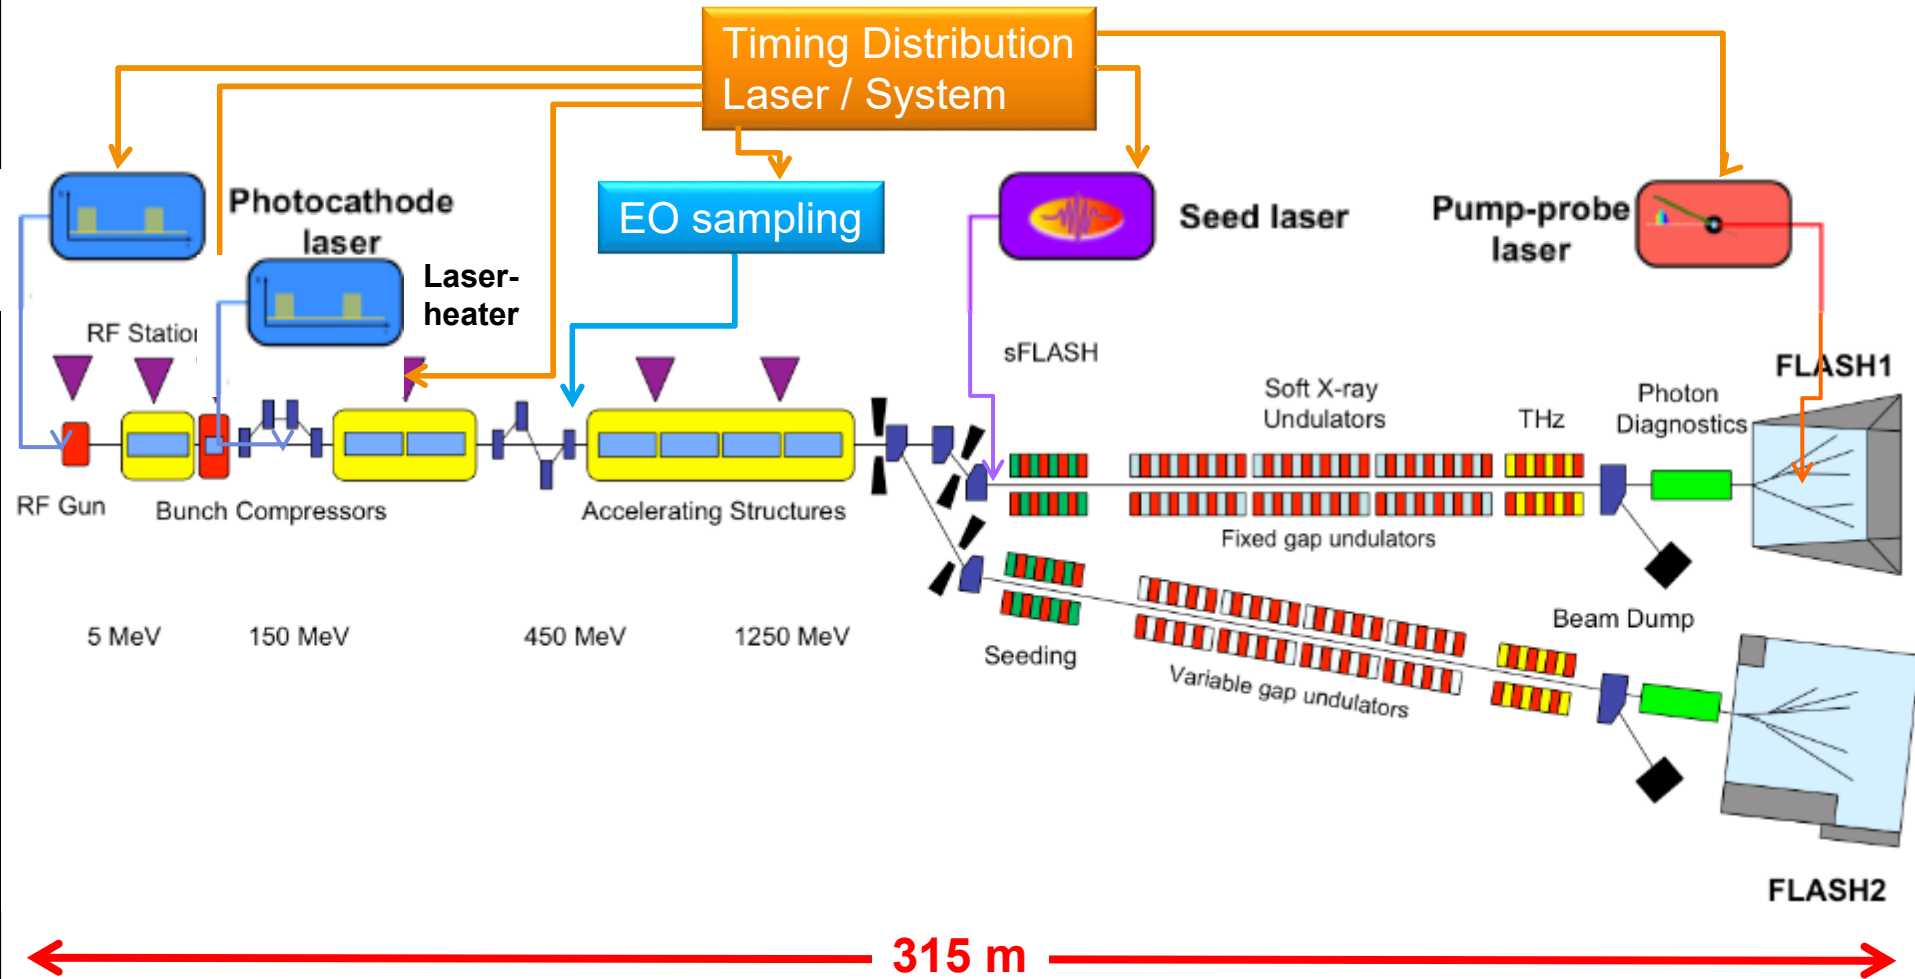 Timing Distribution
Laser / System
Photocathode
laser
EO sampling
Seed laser
Pump-probe
laser
Laser-
heater
RF Statior
sFLASH
FLASH1
Soft X-ray
Undulators
THz
Photon
Diagnostics
RF Gun
Bunch Compressors
Accelerating Structures
Fixed gap undulators
Beam Dump
5 MeV
150 MeV
450 MeV
1250 MeV
Seeding
Variable gap undulators
FLASH2
315 m